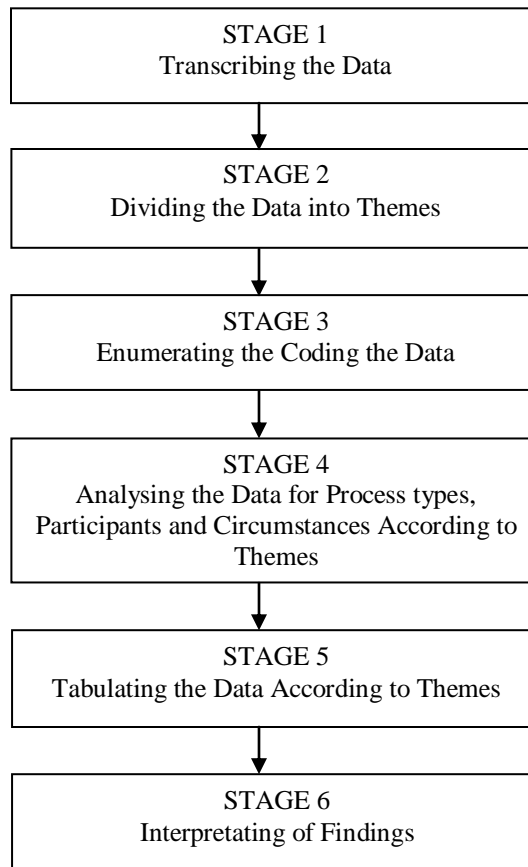 STAGE 1
Transcribing the Data
STAGE 2
Dividing the Data into Themes
STAGE 3
Enumerating the Coding the Data
STAGE 4
Analysing the Data for Process types,
Participants and Circumstances According to
Themes
STAGE 5
Tabulating the Data According to Themes
STAGE 6
Interpretating of Findings